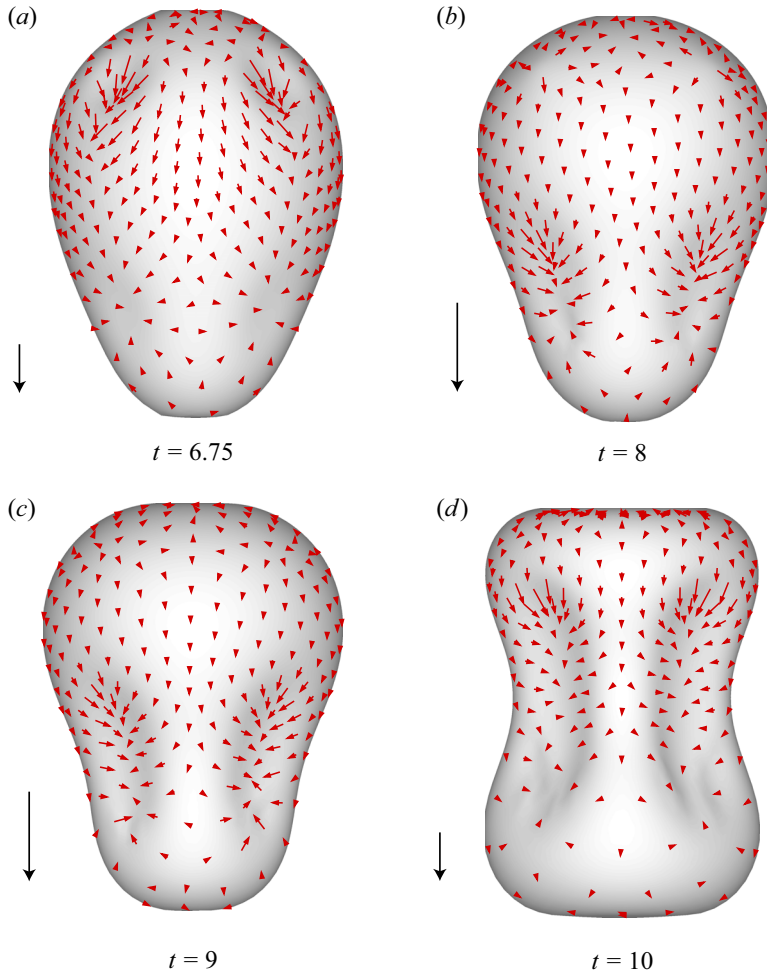 (a)
(b)
t = 6.75
t = 8
(c)
(d)
t = 9
t = 10